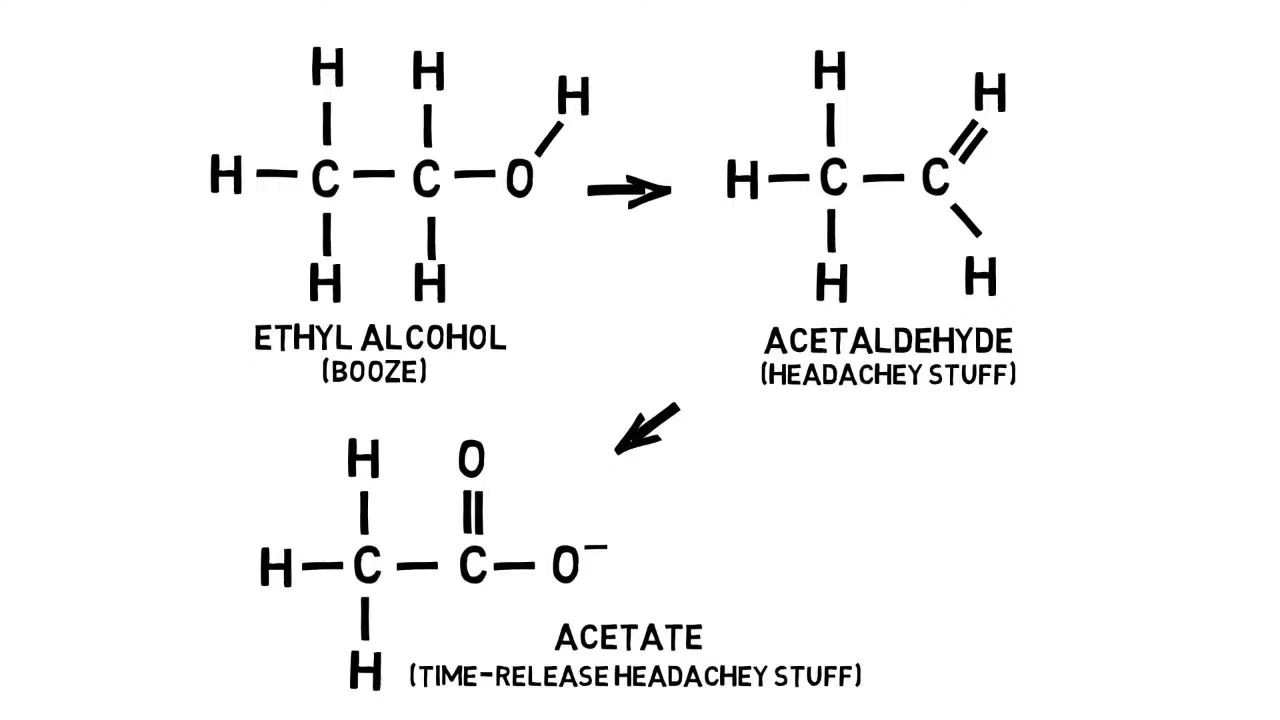 H H H
H C C O
H H
ETHYL ALCOHOL
(BOOZE)
H H
H C C
H H
ACETALDEHYDE
(HEADACHEY STUFF)
H O
H C C O−
H
ACETATE
(TIME-RELEASE HEADACHEY STUFF)